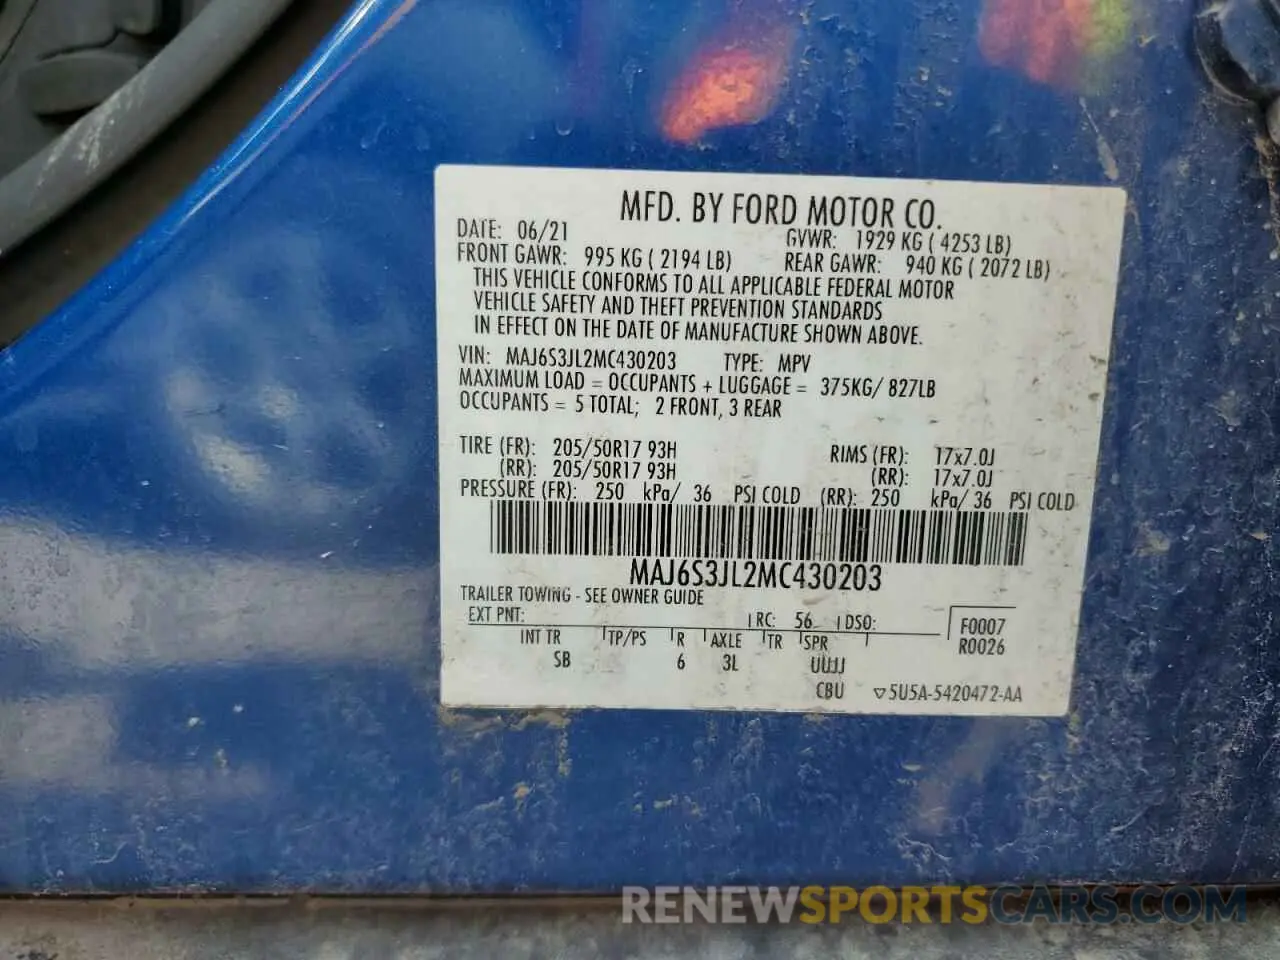 MFD. BY FORD MOTOR CO.
DATE: 06/21 GVWR: 1929 KG ( 4253 LB)
FRONT GAWR: 995 KG ( 2194 LB) REAR GAWR: 940 KG ( 2072 LB)
THIS VEHICLE CONFORMS TO ALL APPLICABLE FEDERAL MOTOR
VEHICLE SAFETY AND THEFT PREVENTION STANDARDS
IN EFFECT ON THE DATE OF MANUFACTURE SHOWN ABOVE.
VIN: MAJ6S3JL2MC430203 TYPE: MPV
MAXIMUM LOAD = OCCUPANTS + LUGGAGE = 375KG/ 827LB
OCCUPANTS = 5 TOTAL; 2 FRONT, 3 REAR
TIRE (FR): 205/50R17 93H RIMS (FR): 17x7.0J
(RR): 205/50R17 93H (RR): 17x7.0J
PRESSURE (FR): 250 kPa/ 36 PSI COLD (RR): 250 kPa/ 36 PSI COLD
MAJ6S3JL2MC430203
TRAILER TOWING - SEE OWNER GUIDE
EXT PNT: RC: 56 DSO: F0007
INT TR TP/PS R AXLE TR SPR R0026
SB 6 3L UUJJ
CBU 5U5A-5420472-AA
RENEWSPORTSCARS.COM